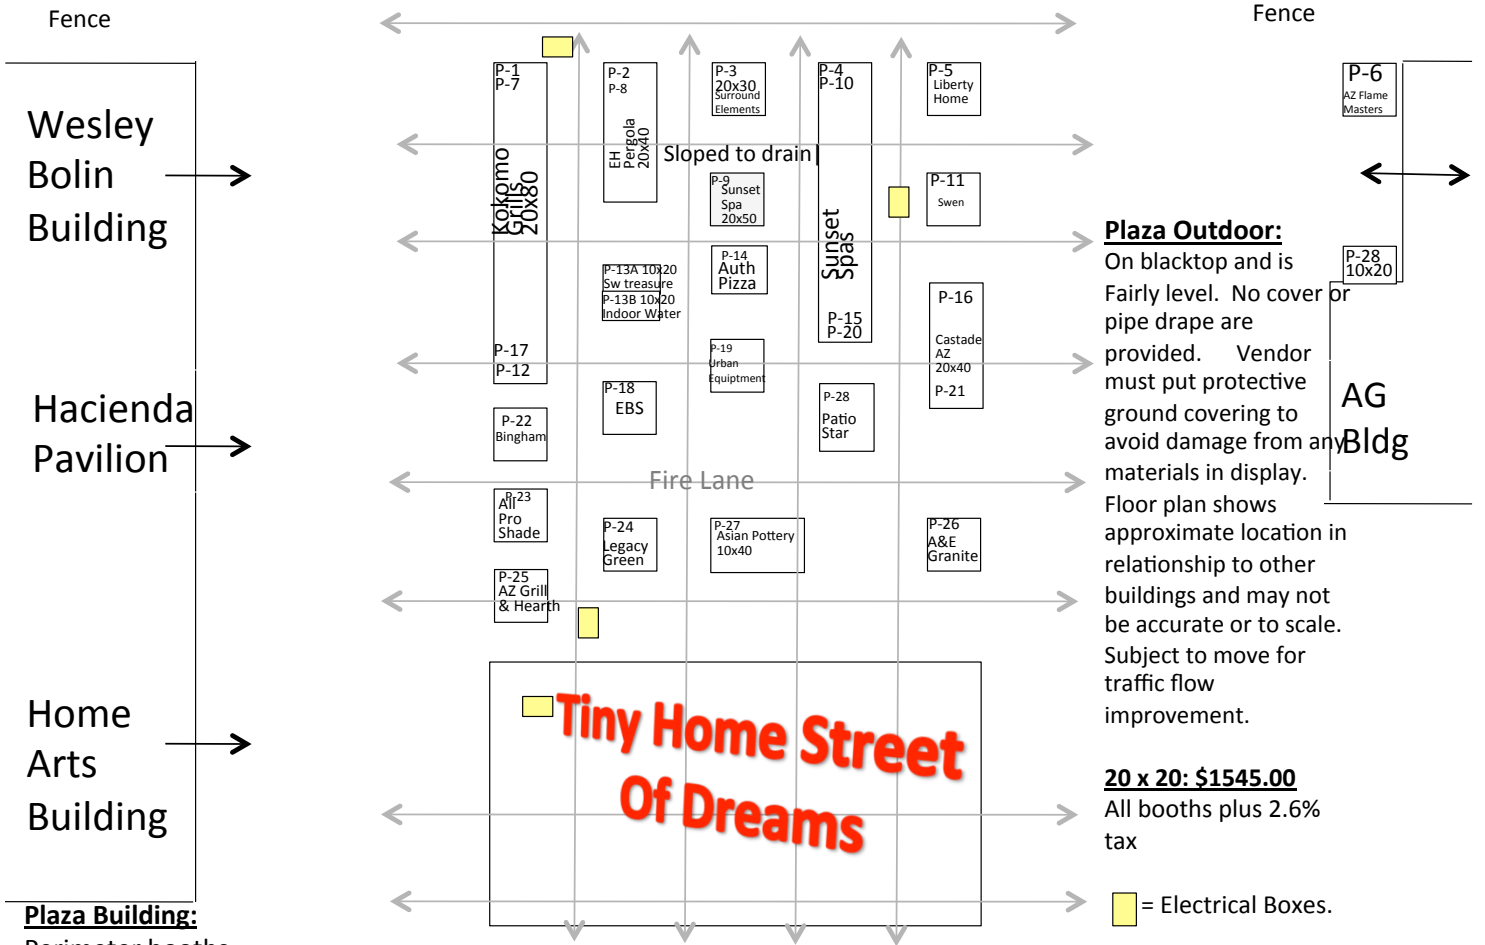 Fence
Fence
Wesley
Bolin
Building
Hacienda
Pavilion
Home
Arts
Building
Plaza Building:
Perimeter booths
P-1
P-7
Kokomo
Grills
20x80
P-17
P-12
P-2
P-8
EH
Pergola
20x40
P-3
20x30
Surround
Elements
P-4
P-10
Sunset
Spas
P-15
P-20
P-5
Liberty
Home
P-6
AZ Flame
Masters
Sloped to drain
P-9
Sunset
Spa
20x50
P-11
Swen
P-13A 10x20
Sw treasure
P-13B 10x20
Indoor Water
P-14
Auth
Pizza
P-16
Castade
AZ
20x40
P-21
P-19
Urban
Equiptment
P-18
EBS
P-28
Patio
Star
P-22
Bingham
Fire Lane
P-23
All
Pro
Shade
P-24
Legacy
Green
P-27
Asian Pottery
10x40
P-26
A&E
Granite
P-25
AZ Grill
& Hearth
Tiny Home Street
Of Dreams
P-28
10x20
AG
Bldg
Plaza Outdoor:
On blacktop and is
Fairly level. No cover or
pipe drape are
provided. Vendor
must put protective
ground covering to
avoid damage from any
materials in display.
Floor plan shows
approximate location in
relationship to other
buildings and may not
be accurate or to scale.
Subject to move for
traffic flow
improvement.
20 x 20: $1545.00
All booths plus 2.6%
tax
= Electrical Boxes.